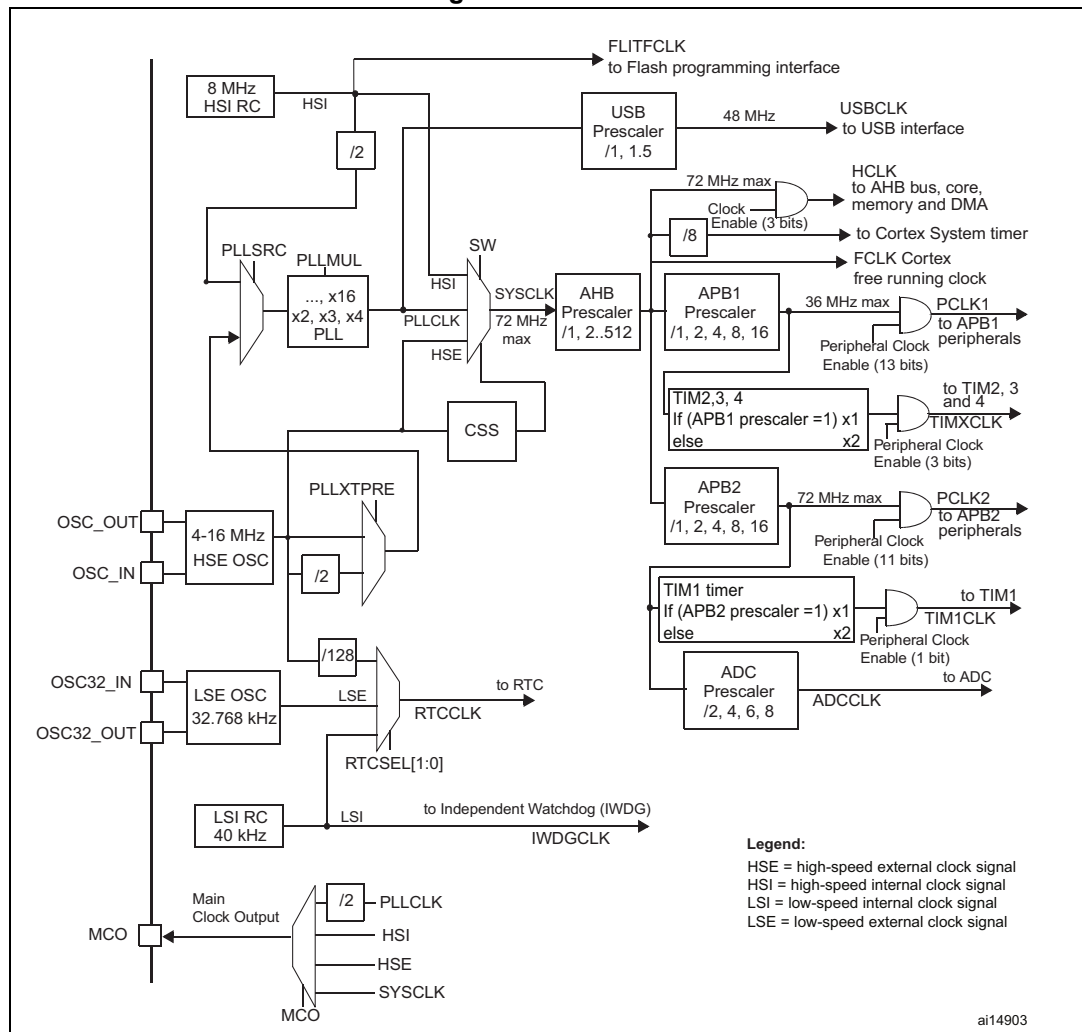 FLITFCLK
to Flash programming interface
8 MHz
HSI RC
HSI
/2
USB
Prescaler
/1, 1.5
48 MHz
USBCLK
to USB interface
72 MHz max
Clock
Enable (3 bits)
HCLK
to AHB bus, core,
memory and DMA
/8
to Cortex System timer
FCLK Cortex
free running clock
PLLSRC
PLLMUL
..., x16
x2, x3, x4
PLL
SW
HSI
PLLCLK
HSE
SYSCLK
72 MHz
max
AHB
Prescaler
/1, 2..512
APB1
Prescaler
/1, 2, 4, 8, 16
36 MHz max
PCLK1
to APB1
peripherals
Peripheral Clock
Enable (13 bits)
TIM2,3, 4
If (APB1 prescaler =1) x1
else x2
to TIM2, 3
and 4
TIMXCLK
Peripheral Clock
Enable (3 bits)
CSS
PLLXTPRE
OSC_OUT
OSC_IN
4-16 MHz
HSE OSC
/2
APB2
Prescaler
/1, 2, 4, 8, 16
72 MHz max
PCLK2
to APB2
peripherals
Peripheral Clock
Enable (11 bits)
TIM1 timer
If (APB2 prescaler =1) x1
else x2
to TIM1
TIM1CLK
Peripheral Clock
Enable (1 bit)
ADC
Prescaler
/2, 4, 6, 8
to ADC
ADCCLK
/128
OSC32_IN
OSC32_OUT
LSE OSC
32.768 kHz
LSE
to RTC
RTCCLK
RTCSEL[1:0]
LSI RC
40 kHz
LSI
to Independent Watchdog (IWDG)
IWDGCLK
Legend:
HSE = high-speed external clock signal
HSI = high-speed internal clock signal
LSI = low-speed internal clock signal
LSE = low-speed external clock signal
Main
Clock Output
MCO
/2
PLLCLK
HSI
HSE
SYSCLK
MCO
ai14903